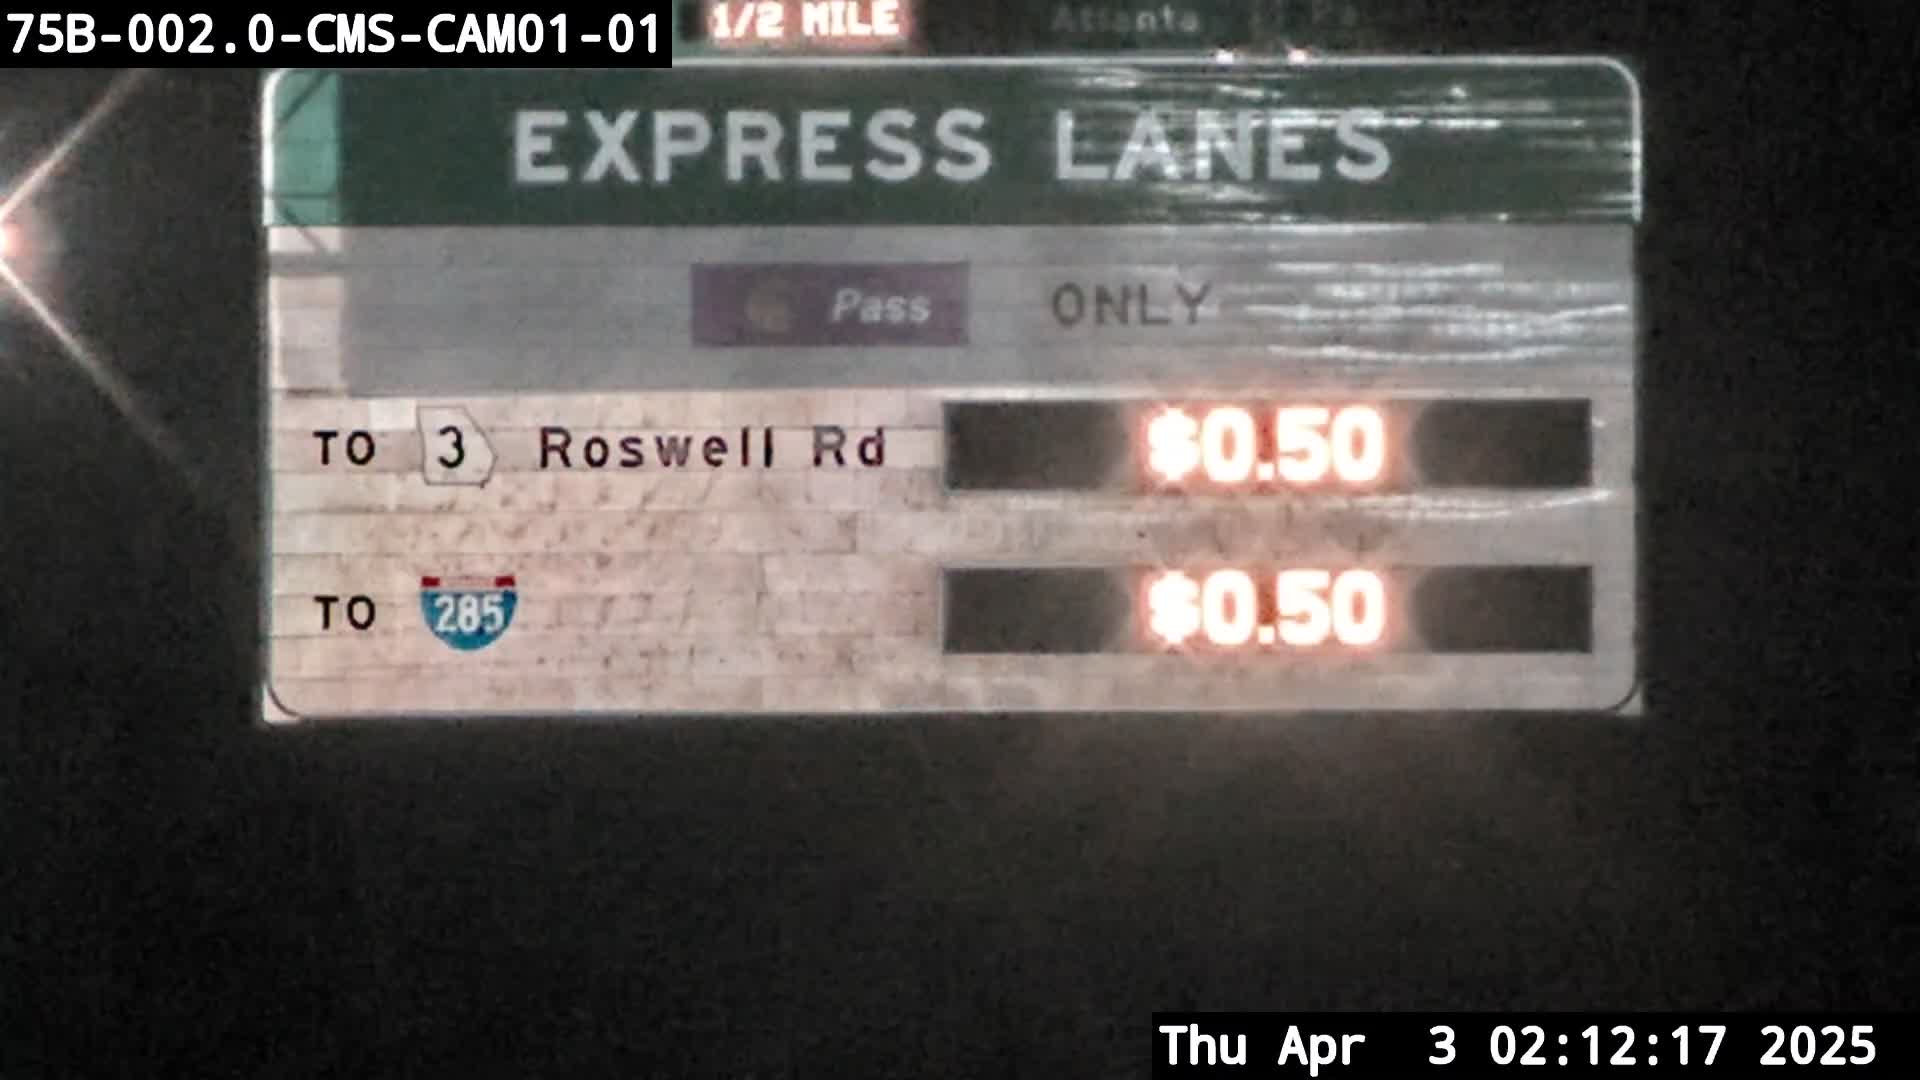 75B-002.0-CMS-CAM01-01
1/2 MILE
Atlanta
EXPRESS LANES
Pass ONLY
TO 3 Roswell Rd $0.50
TO 285 $0.50
Thu Apr 3 02:12:17 2025